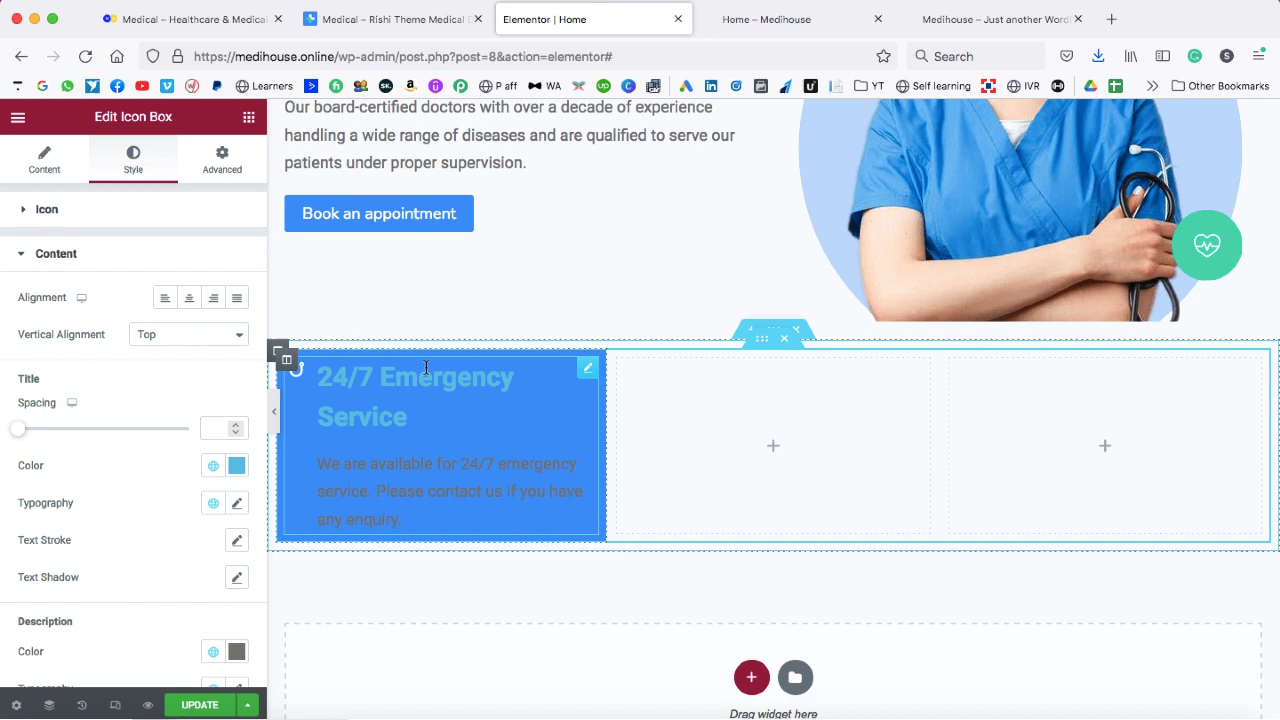 Medical – Healthcare & Medical
Medical – Rishi Theme Medical D
Elementor | Home
Home – Medihouse
Medihouse – Just another Word
https://medihouse.online/wp-admin/post.php?post=8&action=elementor#
Search
Learners
P aff
WA
YT
Self learning
IVR
Other Bookmarks
Edit Icon Box
Content
Style
Advanced
Icon
Content
Alignment
Vertical Alignment
Top
Title
Spacing
Color
Typography
Text Stroke
Text Shadow
Description
Color
UPDATE
Our board-certified doctors with over a decade of experience
handling a wide range of diseases and are qualified to serve our
patients under proper supervision.
Book an appointment
24/7 Emergency
Service
We are available for 24/7 emergency
service. Please contact us if you have
any enquiry.
Drag widget here